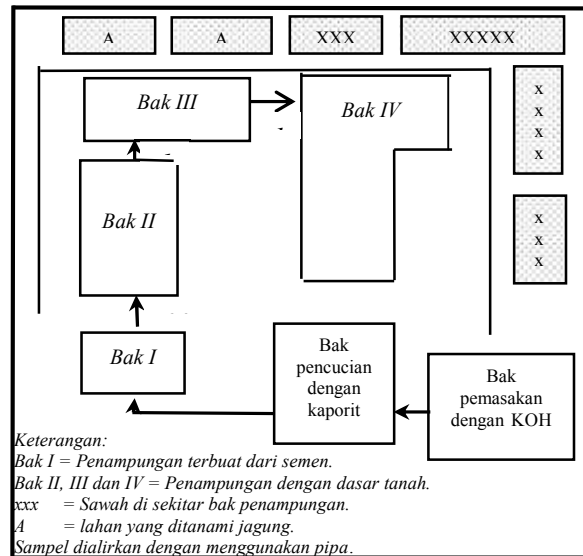 A
A
XXX
XXXXX
Bak III
Bak IV
x
x
x
x
Bak II
x
x
x
Bak I
Bak
pencucian
dengan
kaporit
Bak
pemasakan
dengan KOH
Keterangan:
Bak I = Penampungan terbuat dari semen.
Bak II, III dan IV = Penampungan dengan dasar tanah.
xxx = Sawah di sekitar bak penampungan.
A = lahan yang ditanami jagung.
Sampel dialirkan dengan menggunakan pipa.